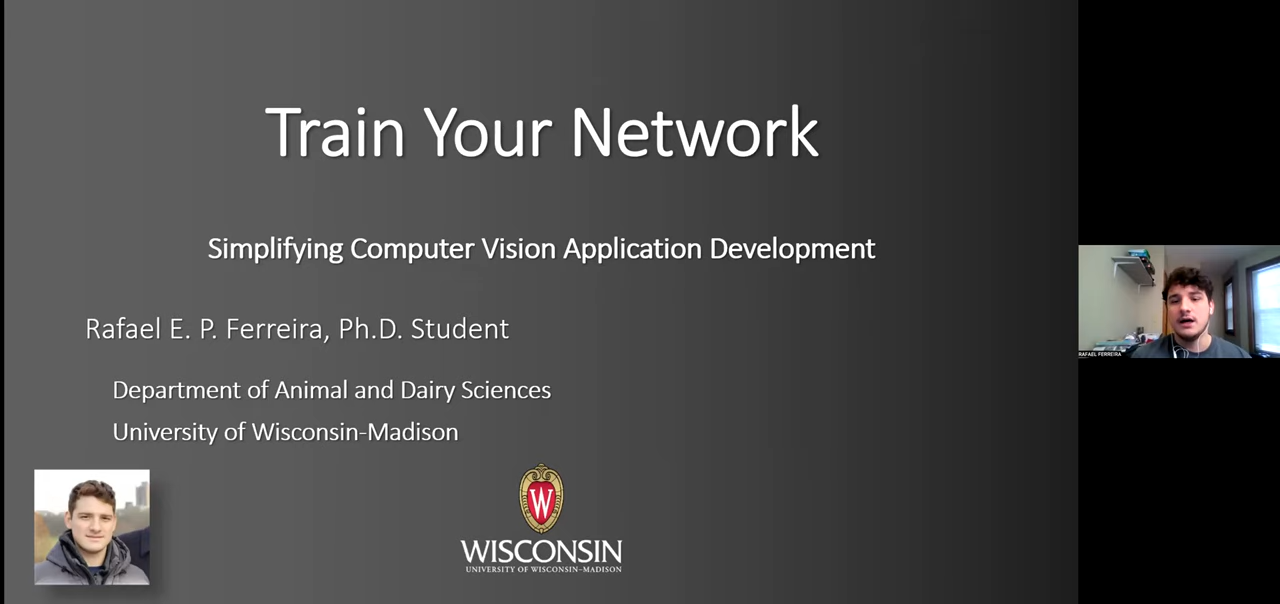 Train Your Network
Simplifying Computer Vision Application Development
Rafael E. P. Ferreira, Ph.D. Student
Department of Animal and Dairy Sciences
University of Wisconsin-Madison
W
WISCONSIN
UNIVERSITY OF WISCONSIN–MADISON
RAFAEL FERREIRA